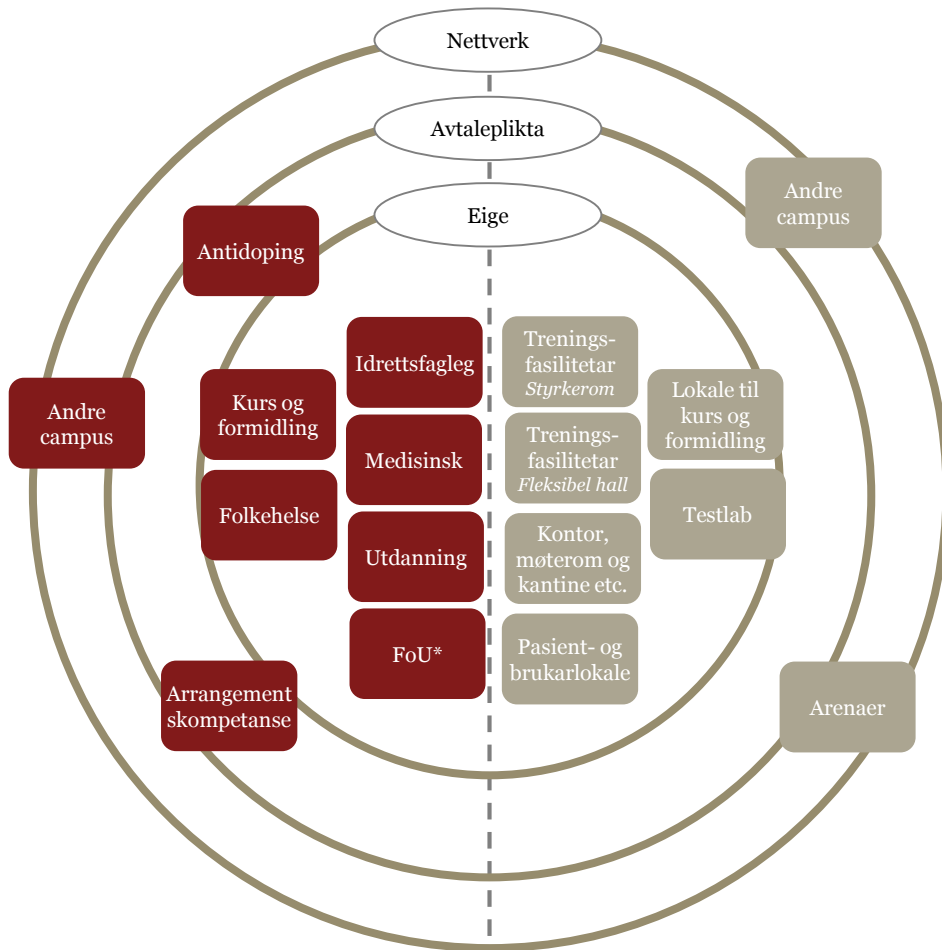 Nettverk
Avtaleplikta
Eige
Andre
campus
Antidoping
Idrettsfagleg
Trenings-
fasilitetar
Styrkerom
Kurs og
formidling
Lokale til
kurs og
formidling
Andre
campus
Medisinsk
Trenings-
fasilitetar
Fleksibel hall
Folkehelse
Testlab
Utdanning
Kontor,
møterom og
kantine etc.
FoU*
Pasient- og
brukarlokale
Arrangement
skompetanse
Arenaer